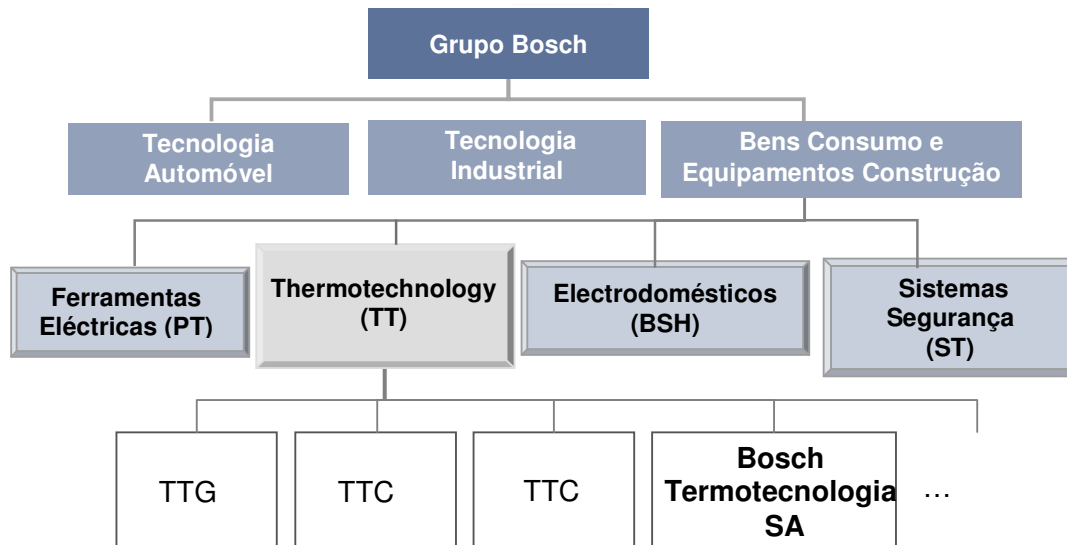 Grupo Bosch
Tecnologia
Automóvel
Tecnologia
Industrial
Bens Consumo e
Equipamentos Construção
Ferramentas
Eléctricas (PT)
Thermotechnology
(TT)
Electrodomésticos
(BSH)
Sistemas
Segurança
(ST)
TTG
TTC
TTC
Bosch
Termotecnologia
SA
...